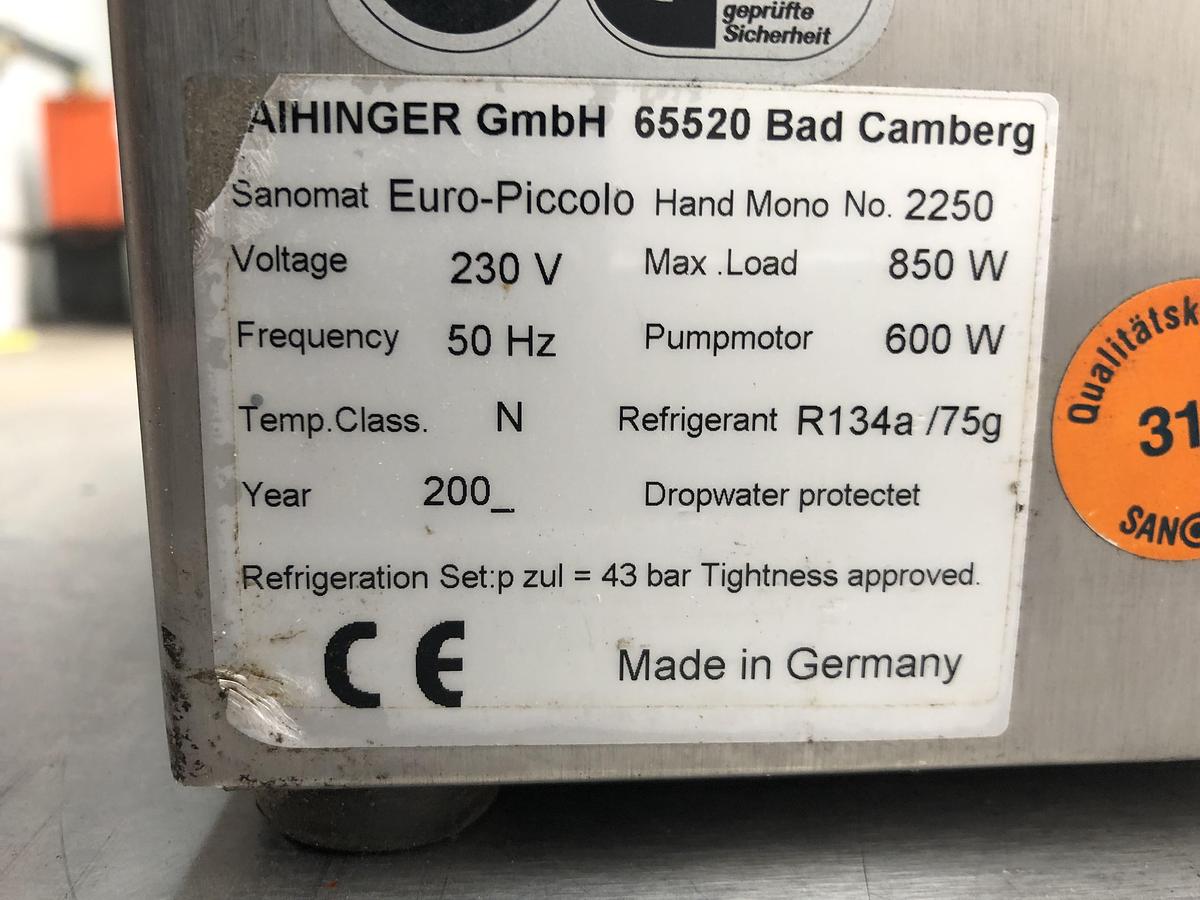 geprüfte
Sicherheit
AIHINGER GmbH 65520 Bad Camberg
Sanomat Euro-Piccolo Hand Mono No. 2250
Voltage 230 V Max .Load 850 W
Frequency 50 Hz Pumpmotor 600 W
Temp.Class. N Refrigerant R134a /75g
Year 200_ Dropwater protectet
Refrigeration Set:p zul = 43 bar Tightness approved.
CE Made in Germany
Qualitätsk
31
SANO